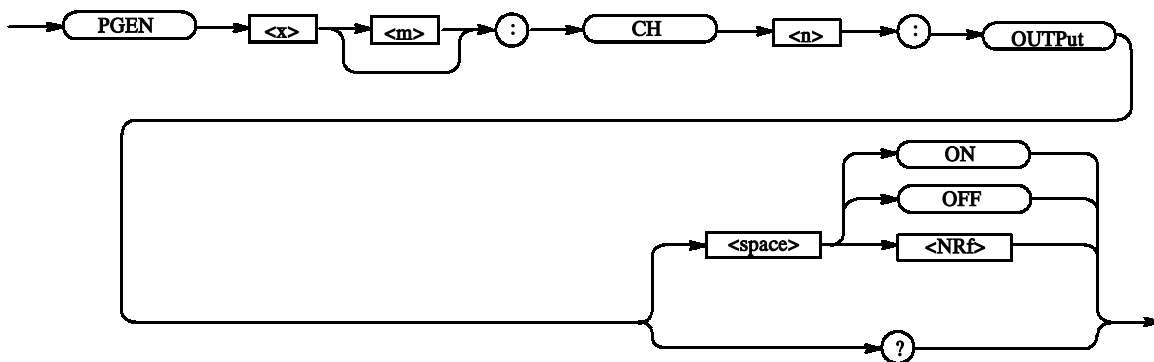 PGEN <x> <m> : CH <n> : OUTPut
ON
OFF
<space> <NRf>
?